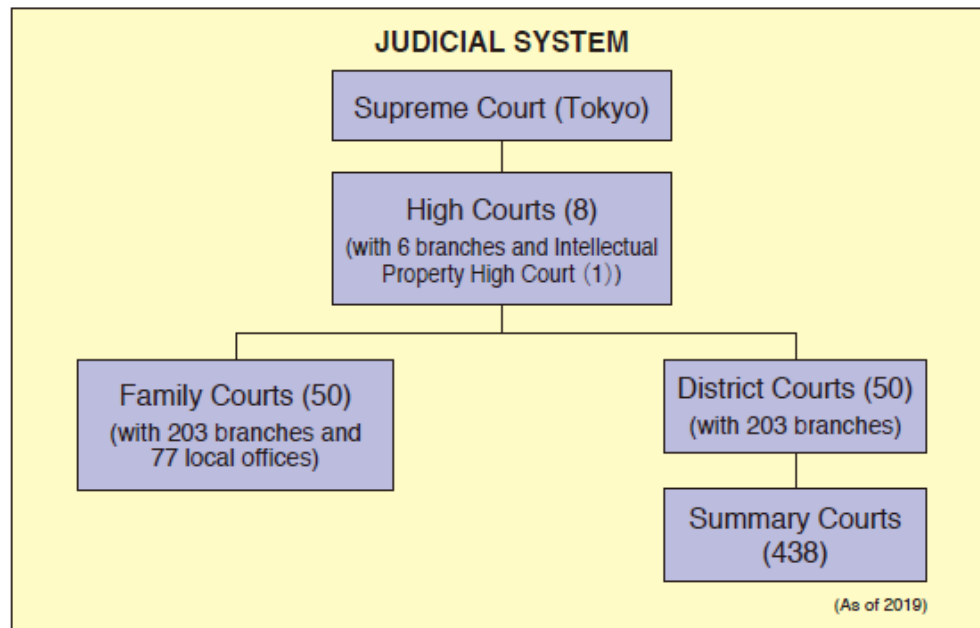 JUDICIAL SYSTEM
Supreme Court (Tokyo)
High Courts (8)
(with 6 branches and Intellectual
Property High Court (1))
Family Courts (50)
(with 203 branches and
77 local offices)
District Courts (50)
(with 203 branches)
Summary Courts
(438)
(As of 2019)